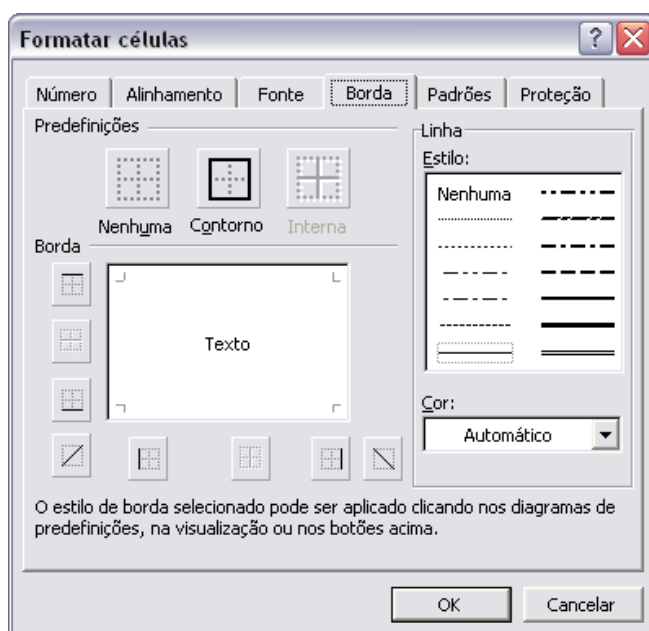 Formatar células
Número Alinhamento Fonte Borda Padrões Proteção
Predefinições
Nenhuma Contorno Interna
Borda
Texto
Linha
Estilo:
Nenhuma
Cor:
Automático
O estilo de borda selecionado pode ser aplicado clicando nos diagramas de
predefinições, na visualização ou nos botões acima.
OK Cancelar